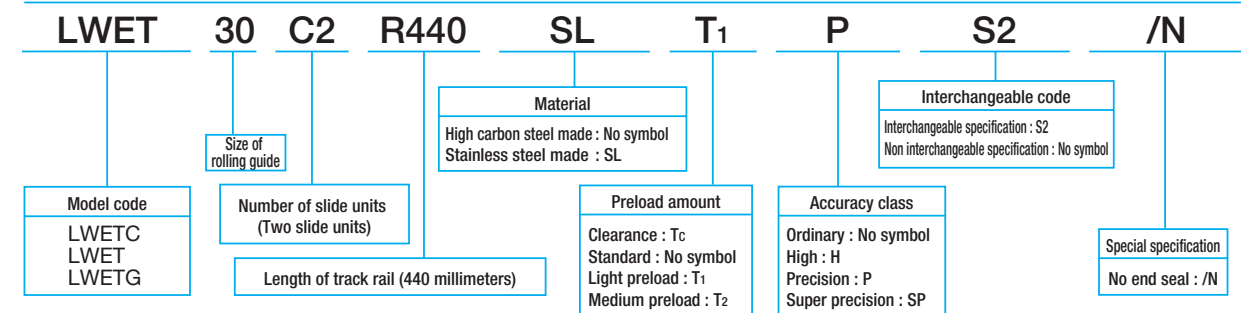 LWET 30 C2 R440 SL T1 P S2 /N
Material
High carbon steel made : No symbol
Stainless steel made : SL
Interchangeable code
Interchangeable specification : S2
Non interchangeable specification : No symbol
Size of
rolling guide
Model code
LWETC
LWET
LWETG
Number of slide units
(Two slide units)
Length of track rail (440 millimeters)
Preload amount
Clearance : Tc
Standard : No symbol
Light preload : T1
Medium preload : T2
Accuracy class
Ordinary : No symbol
High : H
Precision : P
Super precision : SP
Special specification
No end seal : /N